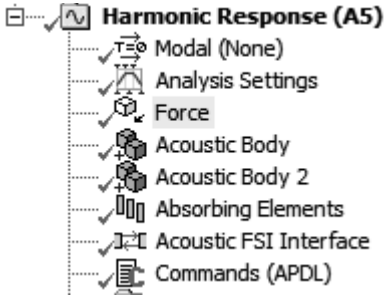 Harmonic Response (A5)
Modal (None)
Analysis Settings
Force
Acoustic Body
Acoustic Body 2
Absorbing Elements
Acoustic FSI Interface
Commands (APDL)